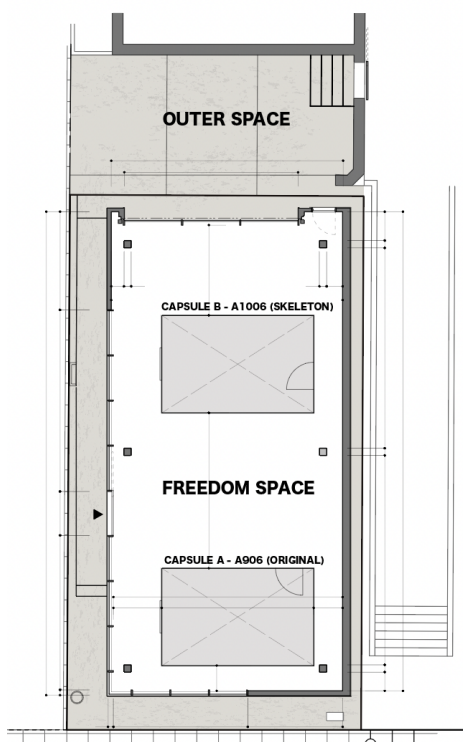 OUTER SPACE
CAPSULE B - A1006 (SKELETON)
FREEDOM SPACE
CAPSULE A - A906 (ORIGINAL)